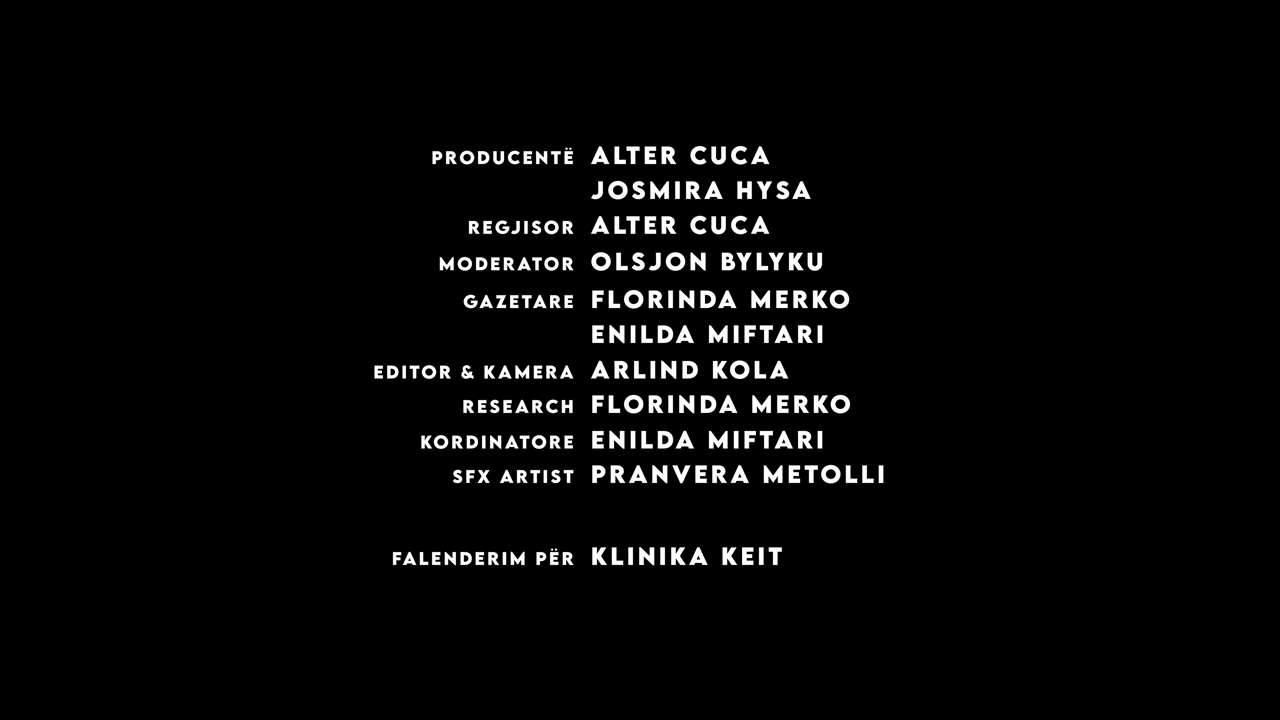 PRODUCENTË ALTER CUCA
JOSMIRA HYSA
REGJISOR ALTER CUCA
MODERATOR OLSJON BYLYKU
GAZETARE FLORINDA MERKO
ENILDA MIFTARI
EDITOR & KAMERA ARLIND KOLA
RESEARCH FLORINDA MERKO
KORDINATORE ENILDA MIFTARI
SFX ARTIST PRANVERA METOLLI
FALENDERIM PËR KLINIKA KEIT